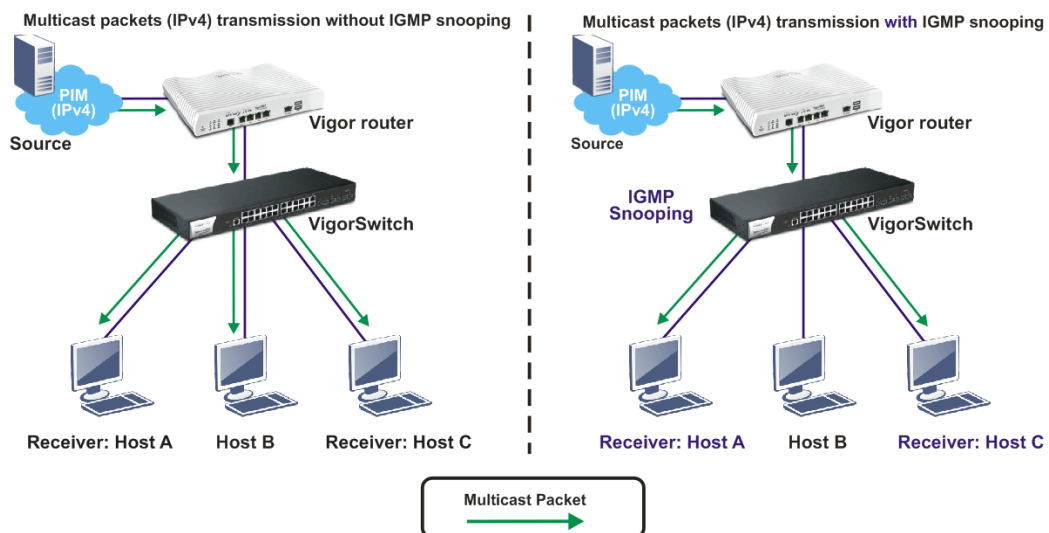 Multicast packets (IPv4) transmission without IGMP snooping
PIM
(IPv4)
Source
Vigor router
VigorSwitch
Receiver: Host A
Host B
Receiver: Host C
Multicast packets (IPv4) transmission with IGMP snooping
PIM
(IPv4)
Source
Vigor router
IGMP
Snooping
VigorSwitch
Receiver: Host A
Host B
Receiver: Host C
Multicast Packet